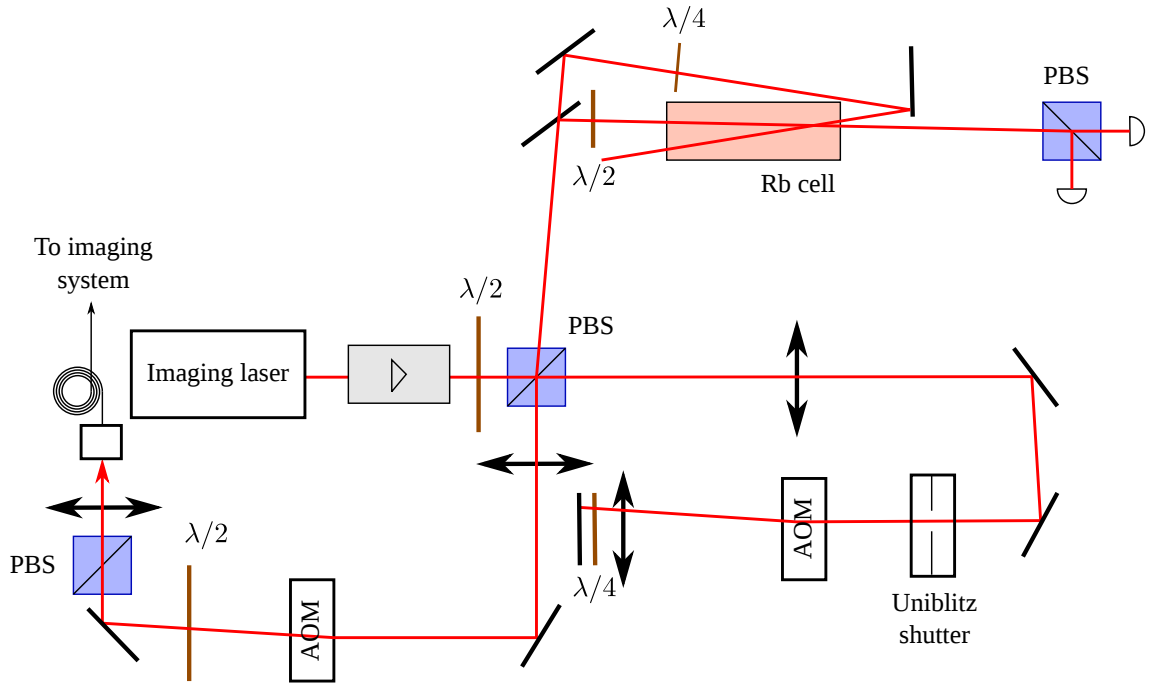 λ/4
PBS
λ/2
Rb cell
To imaging
system
λ/2
PBS
Imaging laser
AOM
λ/2
PBS
λ/4
Uniblitz
shutter
AOM